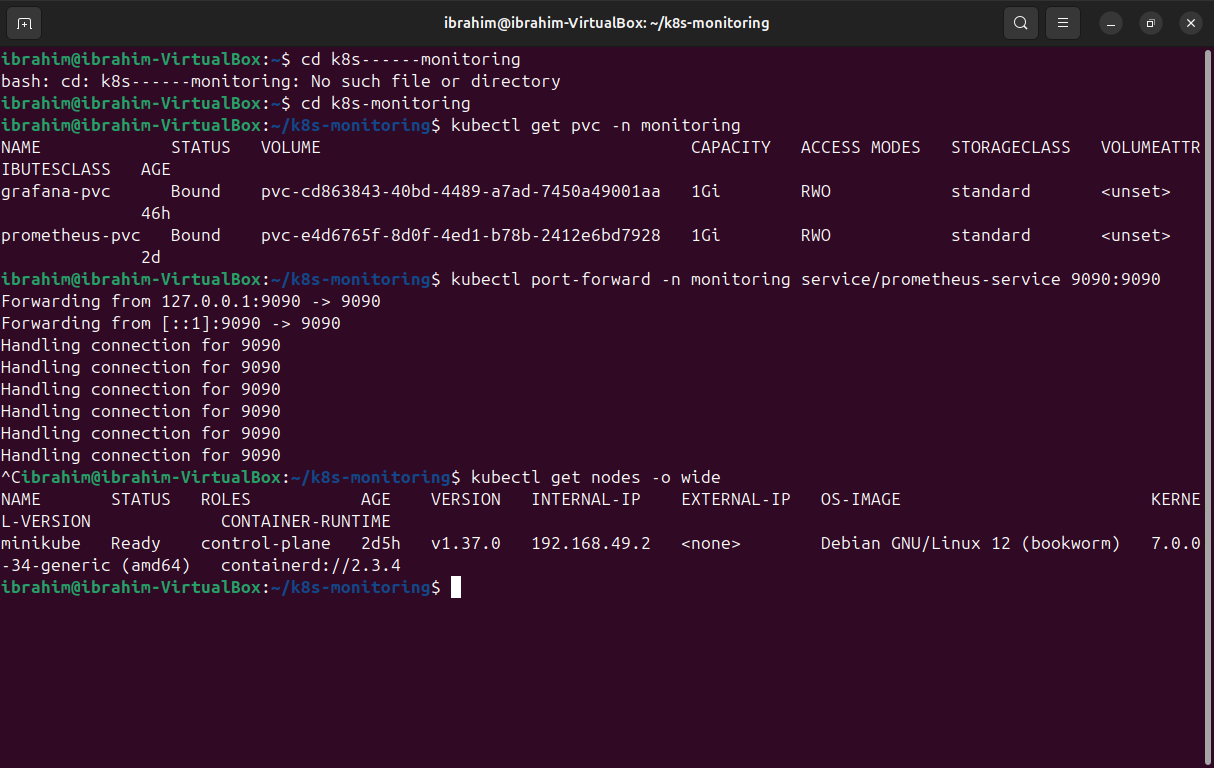 ibrahim@ibrahim-VirtualBox: ~/k8s-monitoring
ibrahim@ibrahim-VirtualBox:~$ cd k8s------monitoring
bash: cd: k8s------monitoring: No such file or directory
ibrahim@ibrahim-VirtualBox:~$ cd k8s-monitoring
ibrahim@ibrahim-VirtualBox:~/k8s-monitoring$ kubectl get pvc -n monitoring
NAME             STATUS   VOLUME                                     CAPACITY   ACCESS MODES   STORAGECLASS   VOLUMEATTR
IBUTESCLASS   AGE
grafana-pvc      Bound    pvc-cd863843-40bd-4489-a7ad-7450a49001aa   1Gi        RWO            standard       <unset>
              46h
prometheus-pvc   Bound    pvc-e4d6765f-8d0f-4ed1-b78b-2412e6bd7928   1Gi        RWO            standard       <unset>
              2d
ibrahim@ibrahim-VirtualBox:~/k8s-monitoring$ kubectl port-forward -n monitoring service/prometheus-service 9090:9090
Forwarding from 127.0.0.1:9090 -> 9090
Forwarding from [::1]:9090 -> 9090
Handling connection for 9090
Handling connection for 9090
Handling connection for 9090
Handling connection for 9090
Handling connection for 9090
Handling connection for 9090
^Cibrahim@ibrahim-VirtualBox:~/k8s-monitoring$ kubectl get nodes -o wide
NAME       STATUS   ROLES           AGE    VERSION   INTERNAL-IP    EXTERNAL-IP   OS-IMAGE                         KERNE
L-VERSION             CONTAINER-RUNTIME
minikube   Ready    control-plane   2d5h   v1.37.0   192.168.49.2   <none>        Debian GNU/Linux 12 (bookworm)   7.0.0
-34-generic (amd64)   containerd://2.3.4
ibrahim@ibrahim-VirtualBox:~/k8s-monitoring$